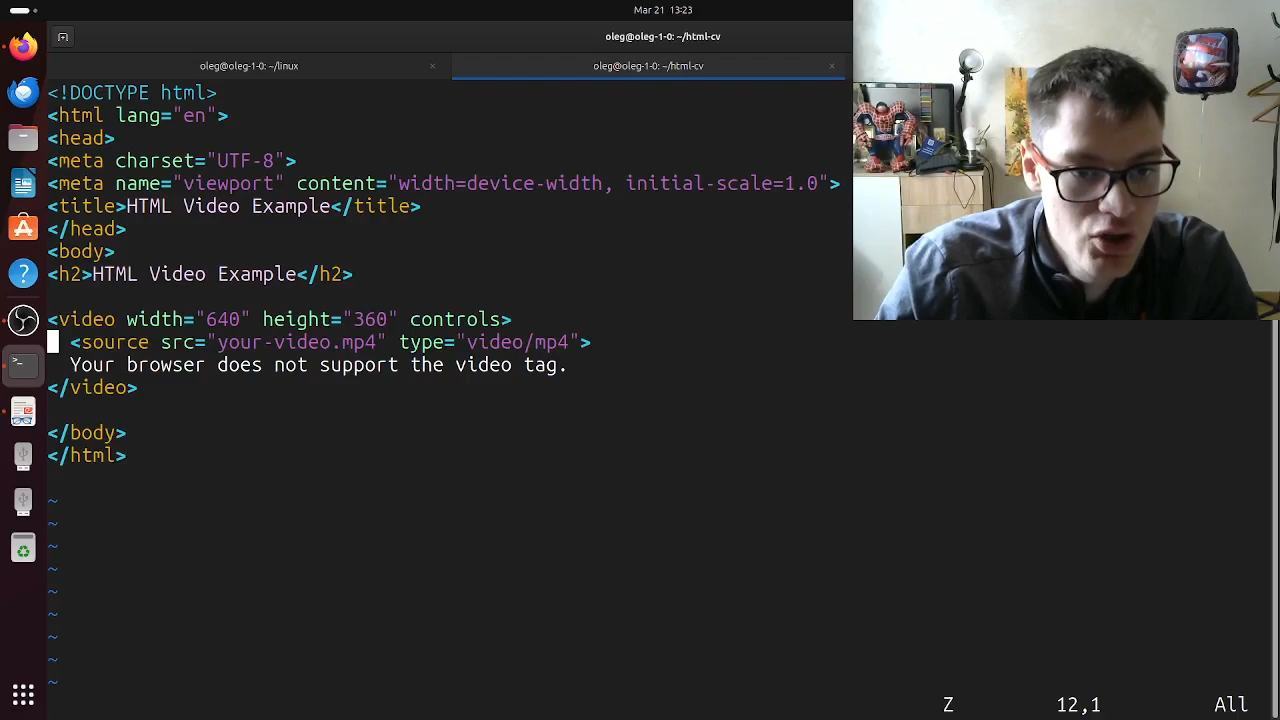 Mar 21 13:23
oleg@oleg-1-0: ~/html-cv
oleg@oleg-1-0: ~/linux × oleg@oleg-1-0: ~/html-cv ×
<!DOCTYPE html>
<html lang="en">
<head>
<meta charset="UTF-8">
<meta name="viewport" content="width=device-width, initial-scale=1.0">
<title>HTML Video Example</title>
</head>
<body>
<h2>HTML Video Example</h2>
<video width="640" height="360" controls>
  <source src="your-video.mp4" type="video/mp4">
  Your browser does not support the video tag.
</video>
</body>
</html>
~
~
~
~
~
~
~
~
~
Z 12,1 All